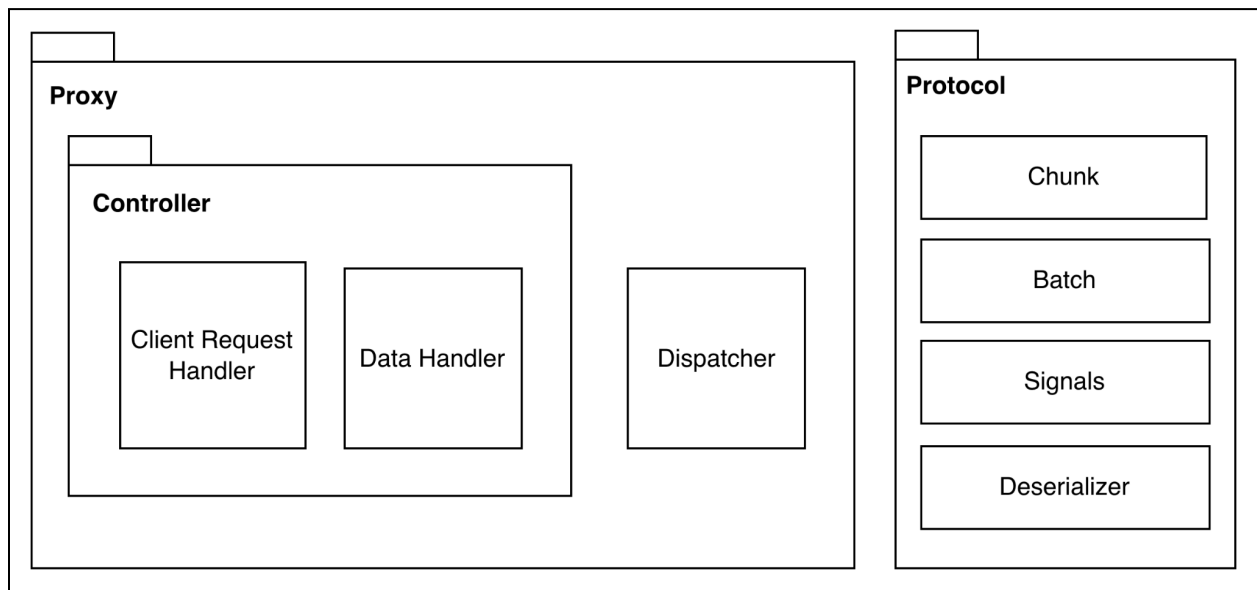 Proxy
Controller
Client Request
Handler
Data Handler
Dispatcher
Protocol
Chunk
Batch
Signals
Deserializer